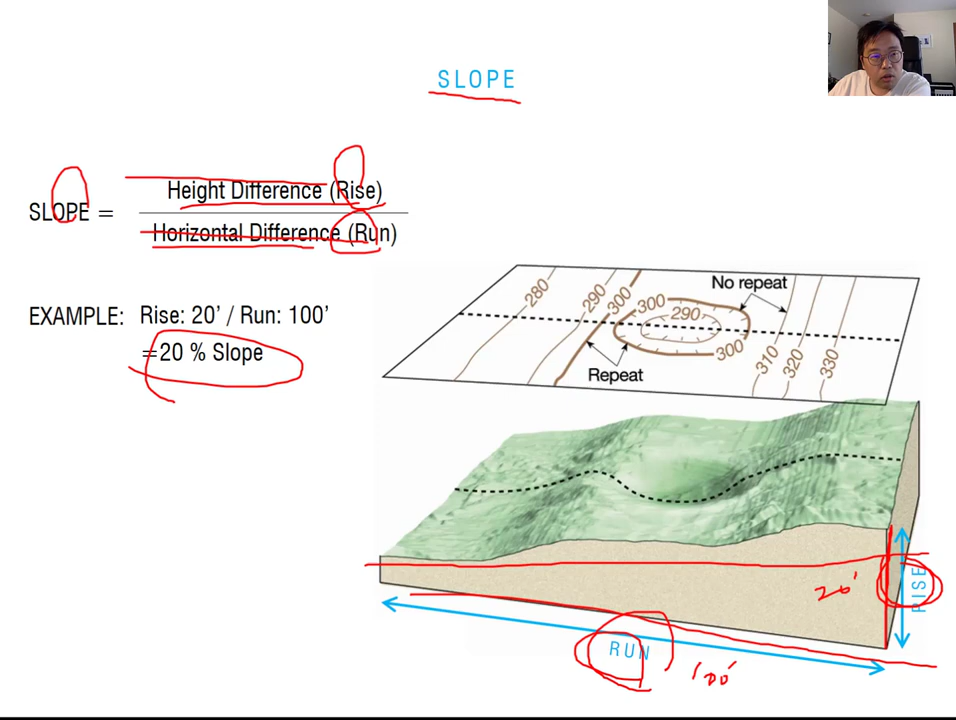 SLOPE
SLOPE =
Height Difference (Rise)
Horizontal Difference (Run)
EXAMPLE: Rise: 20' / Run: 100'
=20 % Slope
No repeat
280
290
300
300
290
300
310
320
330
Repeat
RISE
20'
RUN
100'